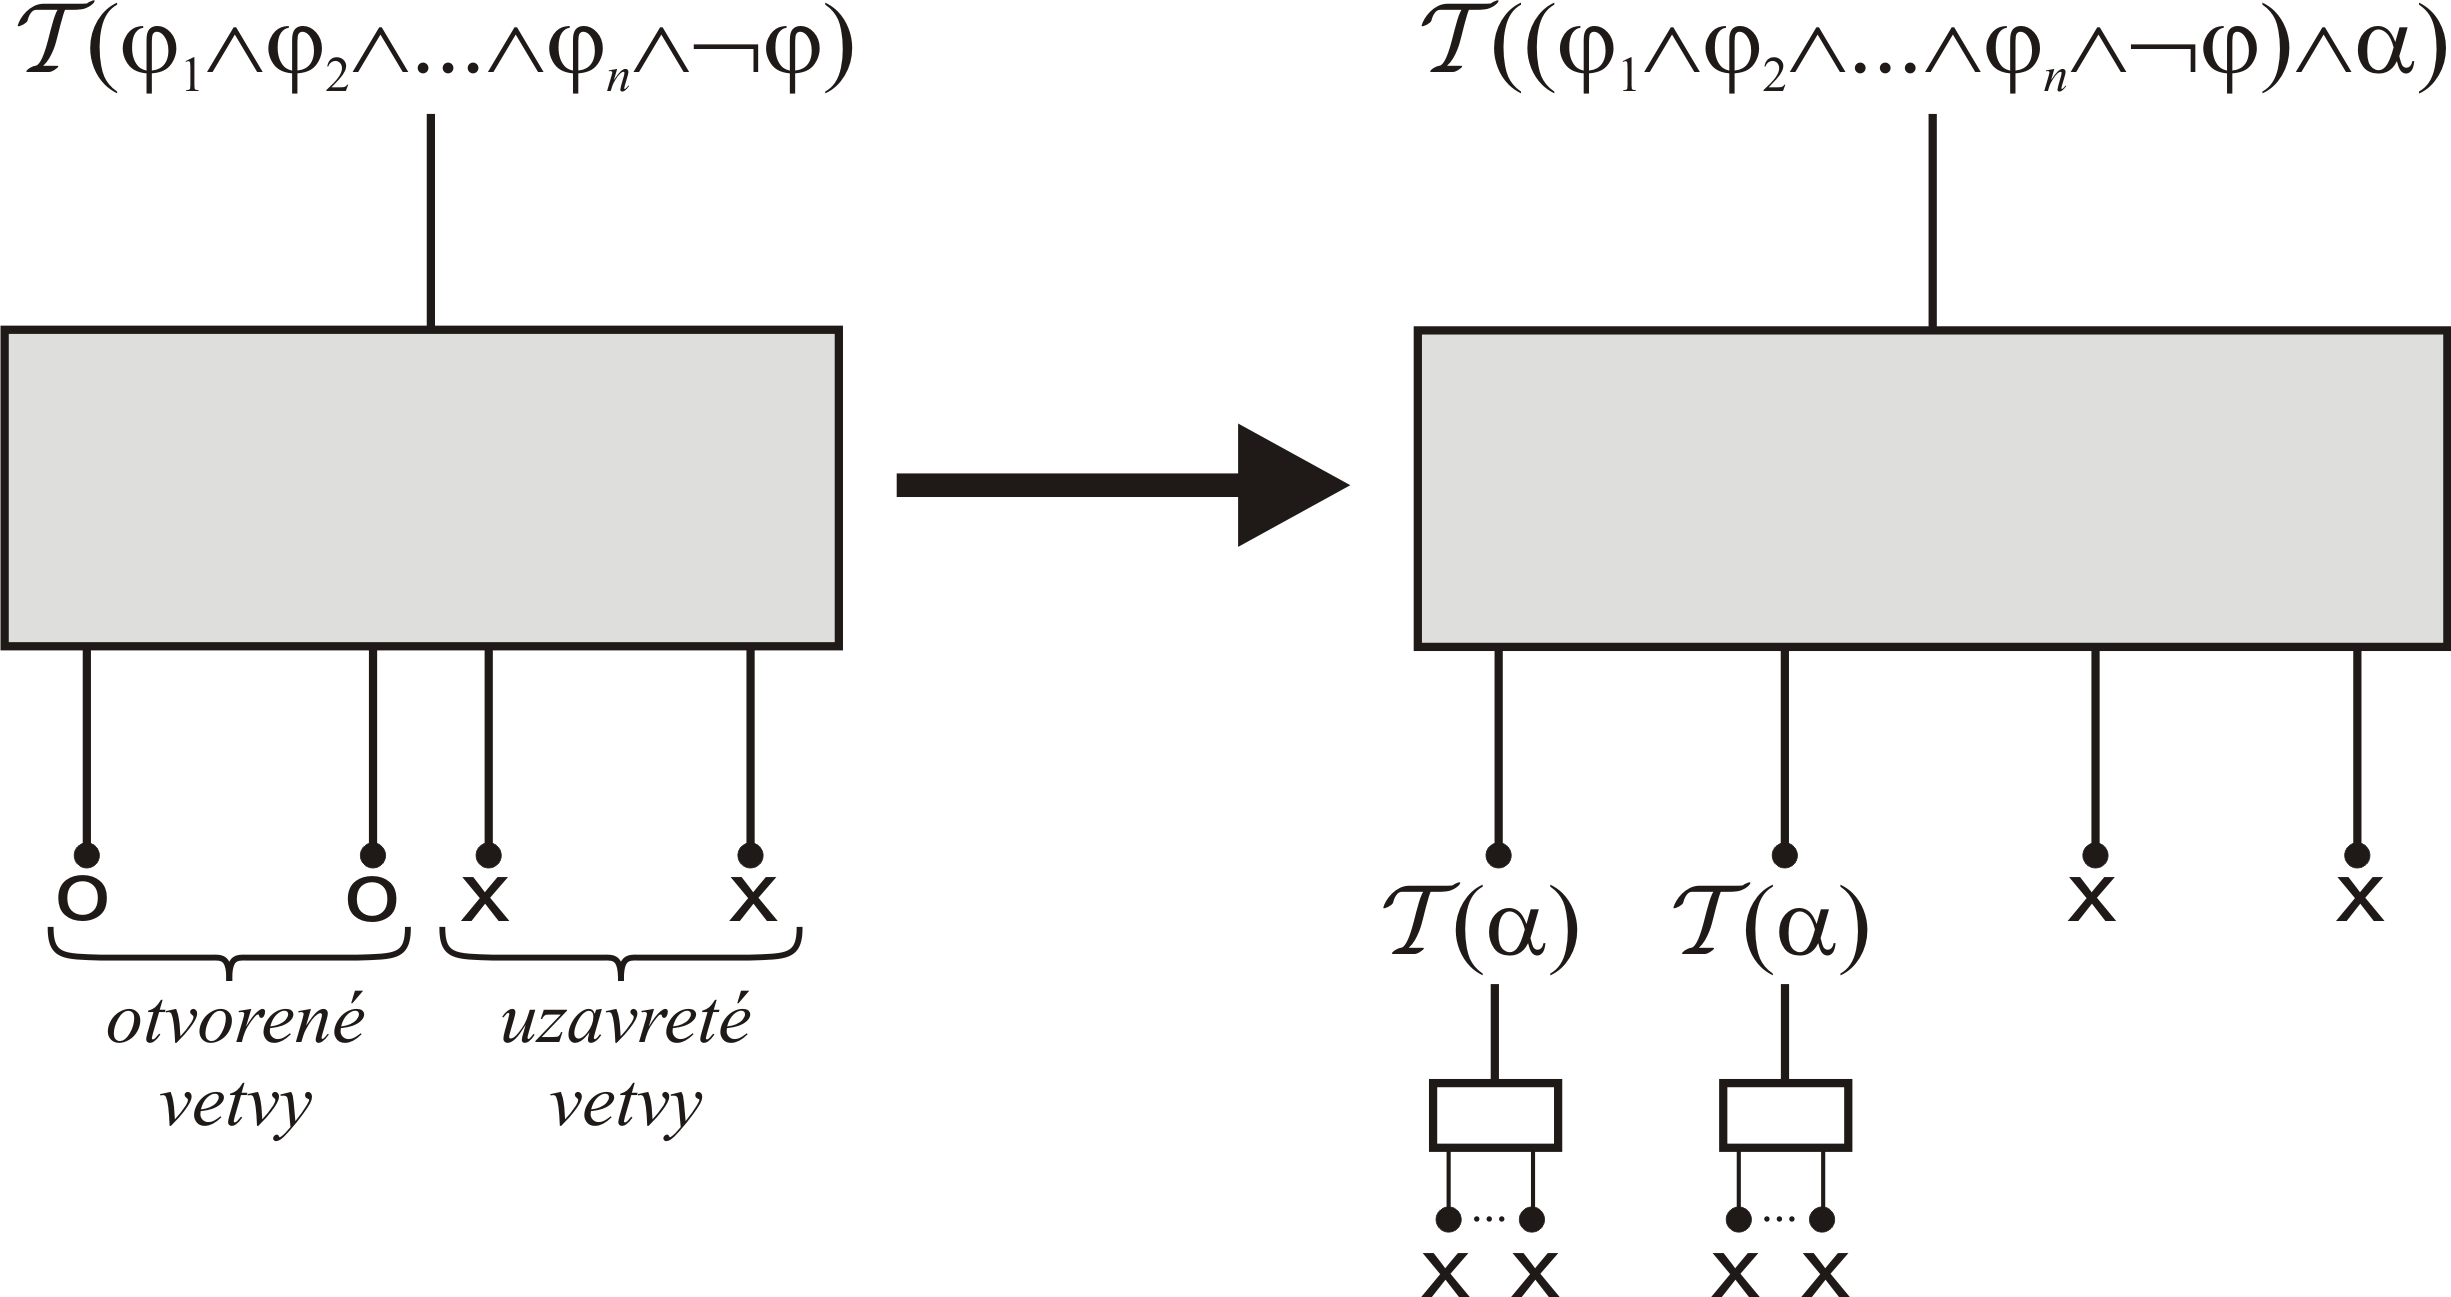 𝒯(φ₁∧φ₂∧...∧φₙ∧¬φ)
𝒯((φ₁∧φ₂∧...∧φₙ∧¬φ)∧α)
o o x x
x x
otvorené
vetvy
uzavreté
vetvy
𝒯(α) 𝒯(α)
... ...
x x x x